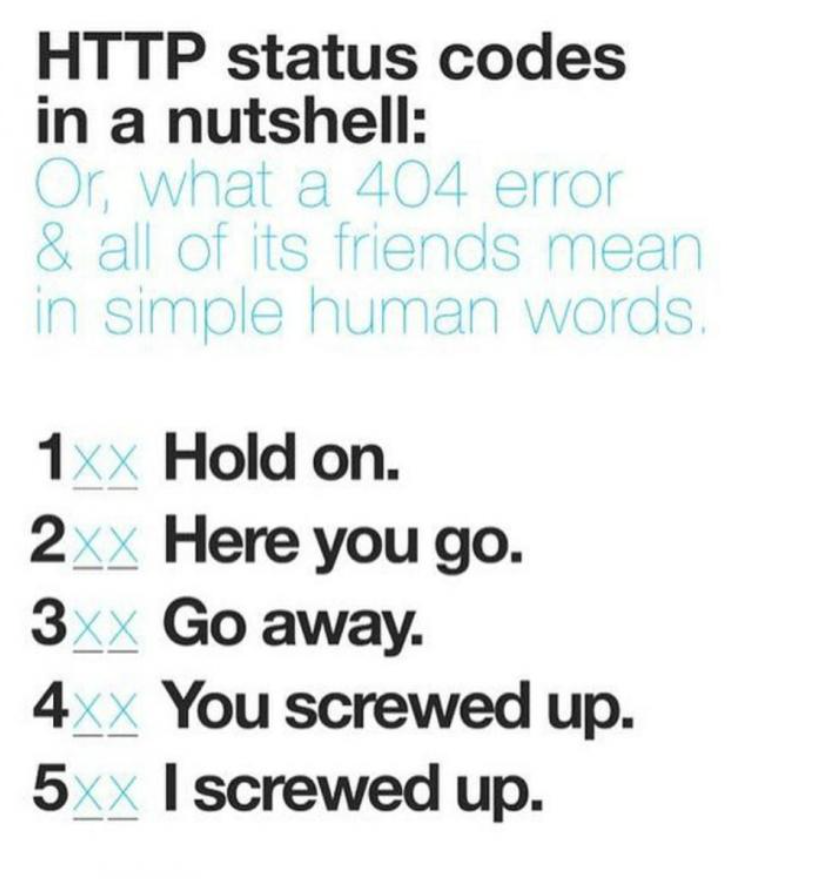 HTTP status codes
in a nutshell:
Or, what a 404 error
& all of its friends mean
in simple human words.
1xx Hold on.
2xx Here you go.
3xx Go away.
4xx You screwed up.
5xx I screwed up.